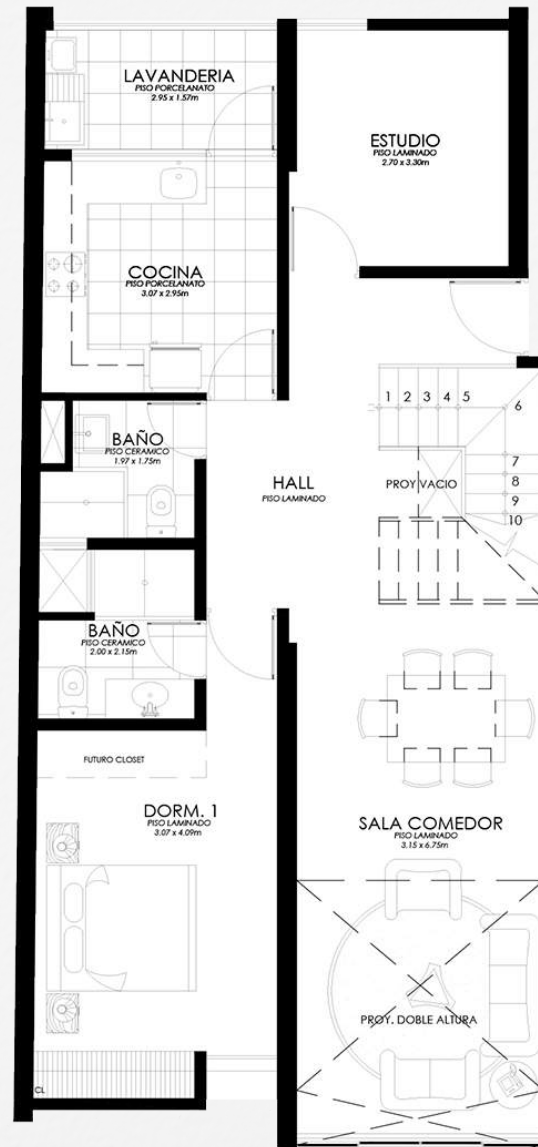 LAVANDERIA
PISO PORCELANATO
2.95 x 1.57m
ESTUDIO
PISO LAMINADO
2.70 x 3.30m
COCINA
PISO PORCELANATO
3.07 x 2.95m
1 2 3 4 5
6
7
8
9
10
BAÑO
PISO CERAMICO
1.97 x 1.75m
HALL
PISO LAMINADO
PROY VACIO
BAÑO
PISO CERAMICO
2.00 x 2.15m
FUTURO CLOSET
DORM. 1
PISO LAMINADO
3.07 x 4.09m
SALA COMEDOR
PISO LAMINADO
3.15 x 6.75m
PROY. DOBLE ALTURA
CL